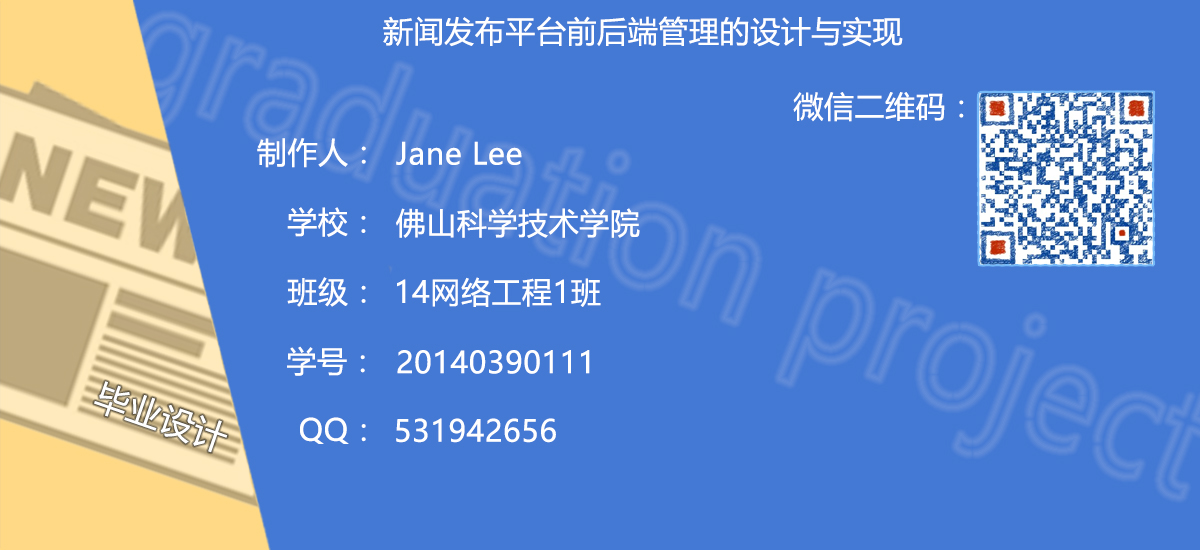 新闻发布平台前后端管理的设计与实现
微信二维码：
制作人： Jane Lee
学校： 佛山科学技术学院
班级： 14网络工程1班
学号： 20140390111
QQ： 531942656
graduation project
NEW
毕业设计